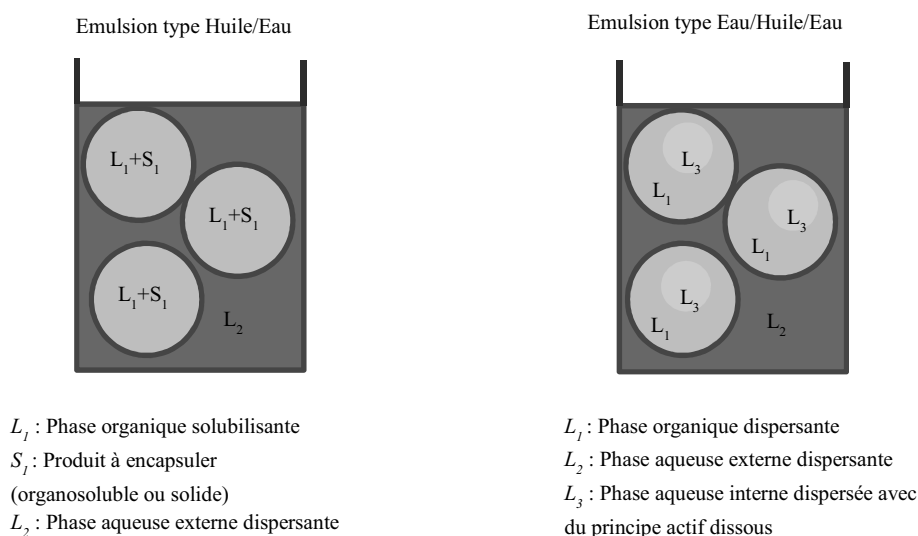 Emulsion type Huile/Eau
L1+S1
L1+S1
L1+S1
L2
L1 : Phase organique solubilisante
S1 : Produit à encapsuler
(organosoluble ou solide)
L2 : Phase aqueuse externe dispersante
Emulsion type Eau/Huile/Eau
L3
L1
L3
L1
L3
L1
L2
L1 : Phase organique dispersante
L2 : Phase aqueuse externe dispersante
L3 : Phase aqueuse interne dispersée avec
du principe actif dissous